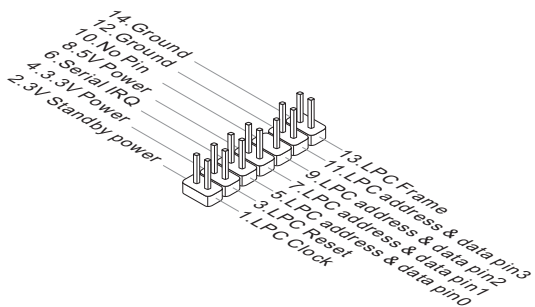 14.Ground
12.Ground
10.No Pin
8.5V Power
6.Serial IRQ
4.3.3V Power
2.3V Standby power
13.LPC Frame
11.LPC address & data pin3
9.LPC address & data pin2
7.LPC address & data pin1
5.LPC address & data pin0
3.LPC Reset
1.LPC Clock